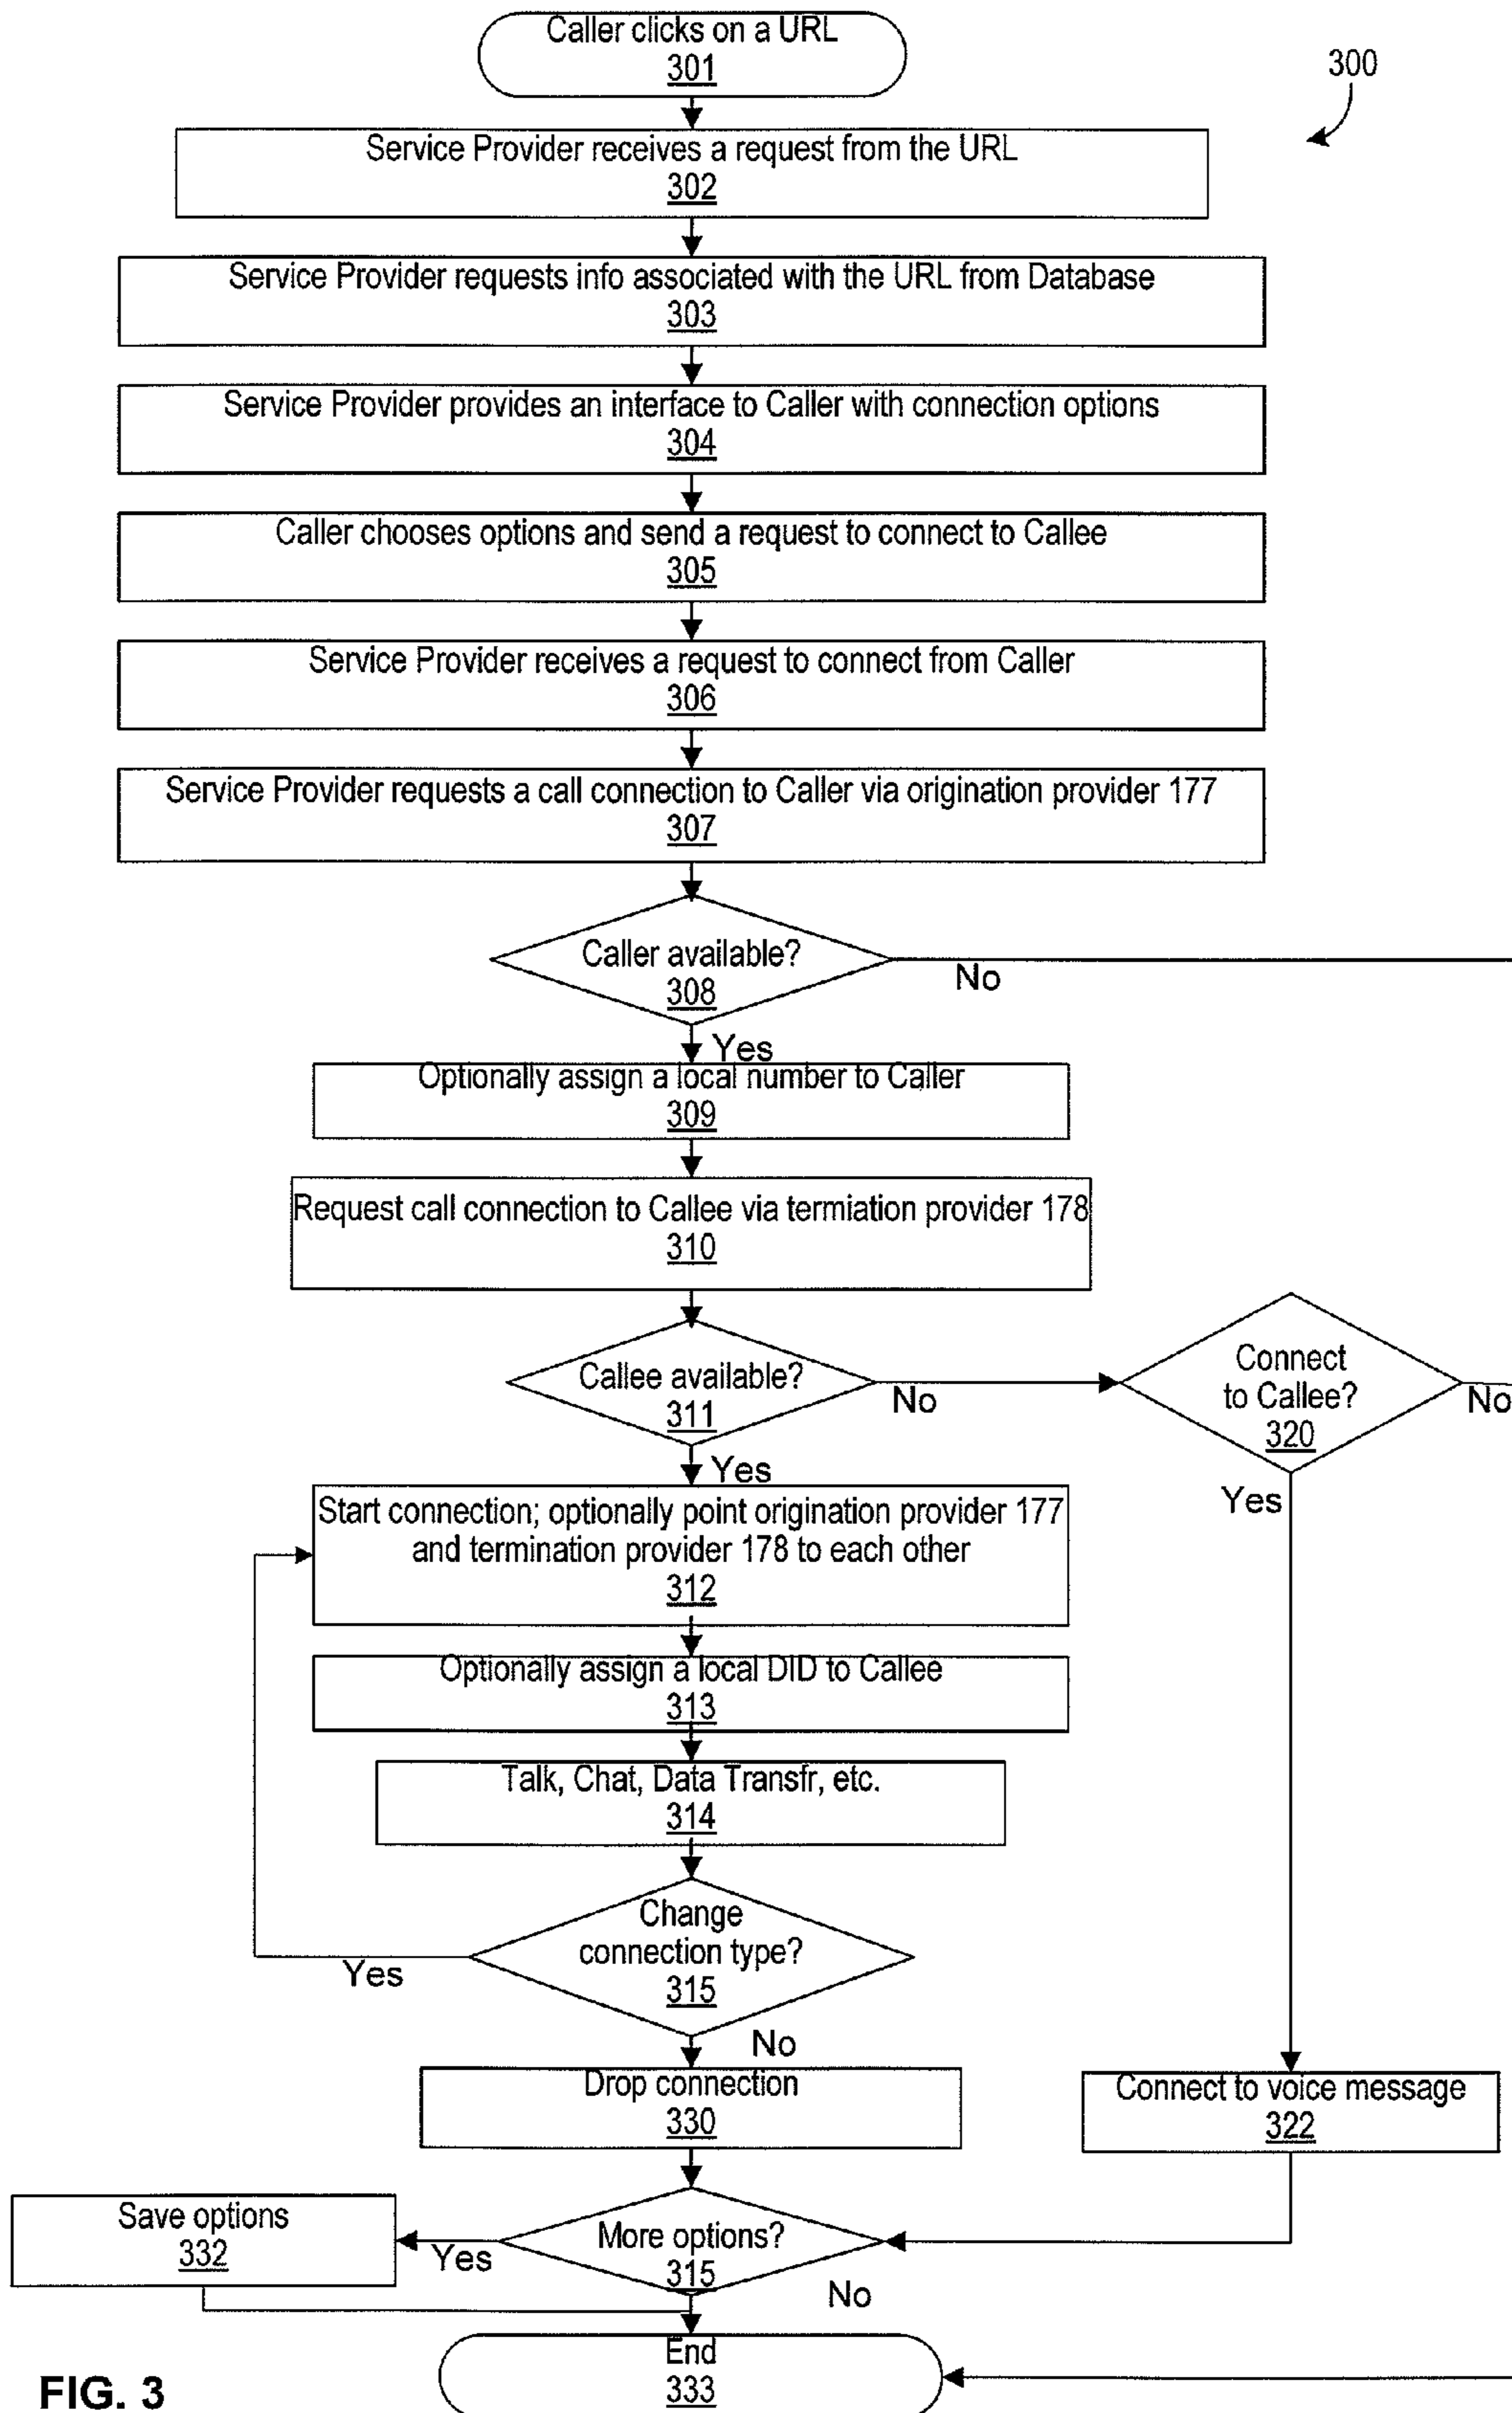 Caller clicks on a URL
301
300
Service Provider receives a request from the URL
302
Service Provider requests info associated with the URL from Database
303
Service Provider provides an interface to Caller with connection options
304
Caller chooses options and send a request to connect to Callee
305
Service Provider receives a request to connect from Caller
306
Service Provider requests a call connection to Caller via origination provider 177
307
Caller available?
308
No
Yes
Optionally assign a local number to Caller
309
Request call connection to Callee via termiation provider 178
310
Callee available?
311
No
Connect
to Callee?
320
No
Yes
Yes
Start connection; optionally point origination provider 177
and termination provider 178 to each other
312
Optionally assign a local DID to Callee
313
Talk, Chat, Data Transfr, etc.
314
Change
connection type?
315
Yes
No
Drop connection
330
Connect to voice message
322
Save options
332
Yes
More options?
315
No
End
333
FIG. 3